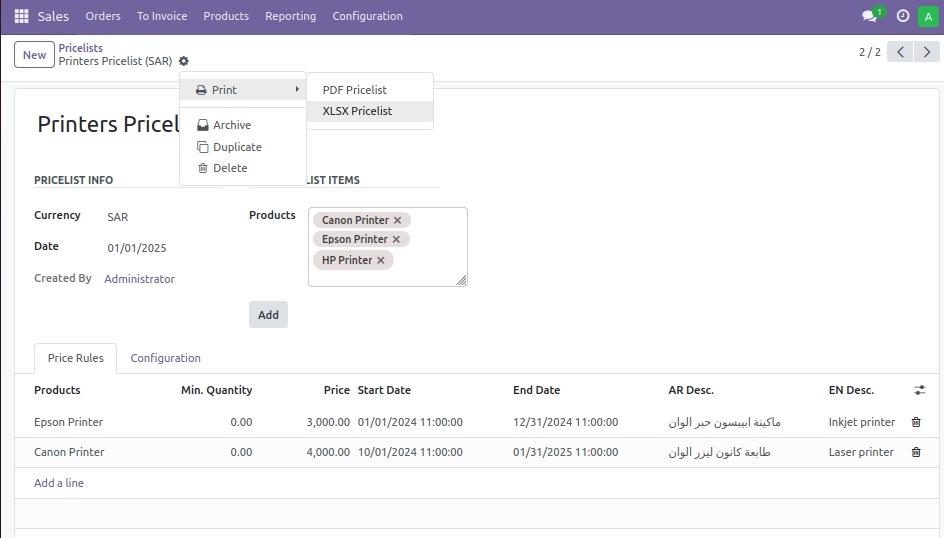 Sales Orders To Invoice Products Reporting Configuration 1 A
New Pricelists 2 / 2
Printers Pricelist (SAR)
Print PDF Pricelist
XLSX Pricelist
Archive
Printers Pricel
Duplicate
Delete
PRICELIST INFO LIST ITEMS
Currency SAR Products Canon Printer
Date 01/01/2025 Epson Printer
Created By Administrator HP Printer
Add
Price Rules Configuration
Products Min. Quantity Price Start Date End Date AR Desc. EN Desc.
Epson Printer 0.00 3,000.00 01/01/2024 11:00:00 12/31/2024 11:00:00 ماكينة ابيبسون حبر الوان Inkjet printer
Canon Printer 0.00 4,000.00 10/01/2024 11:00:00 01/31/2025 11:00:00 طابعة كانون ليزر الوان Laser printer
Add a line